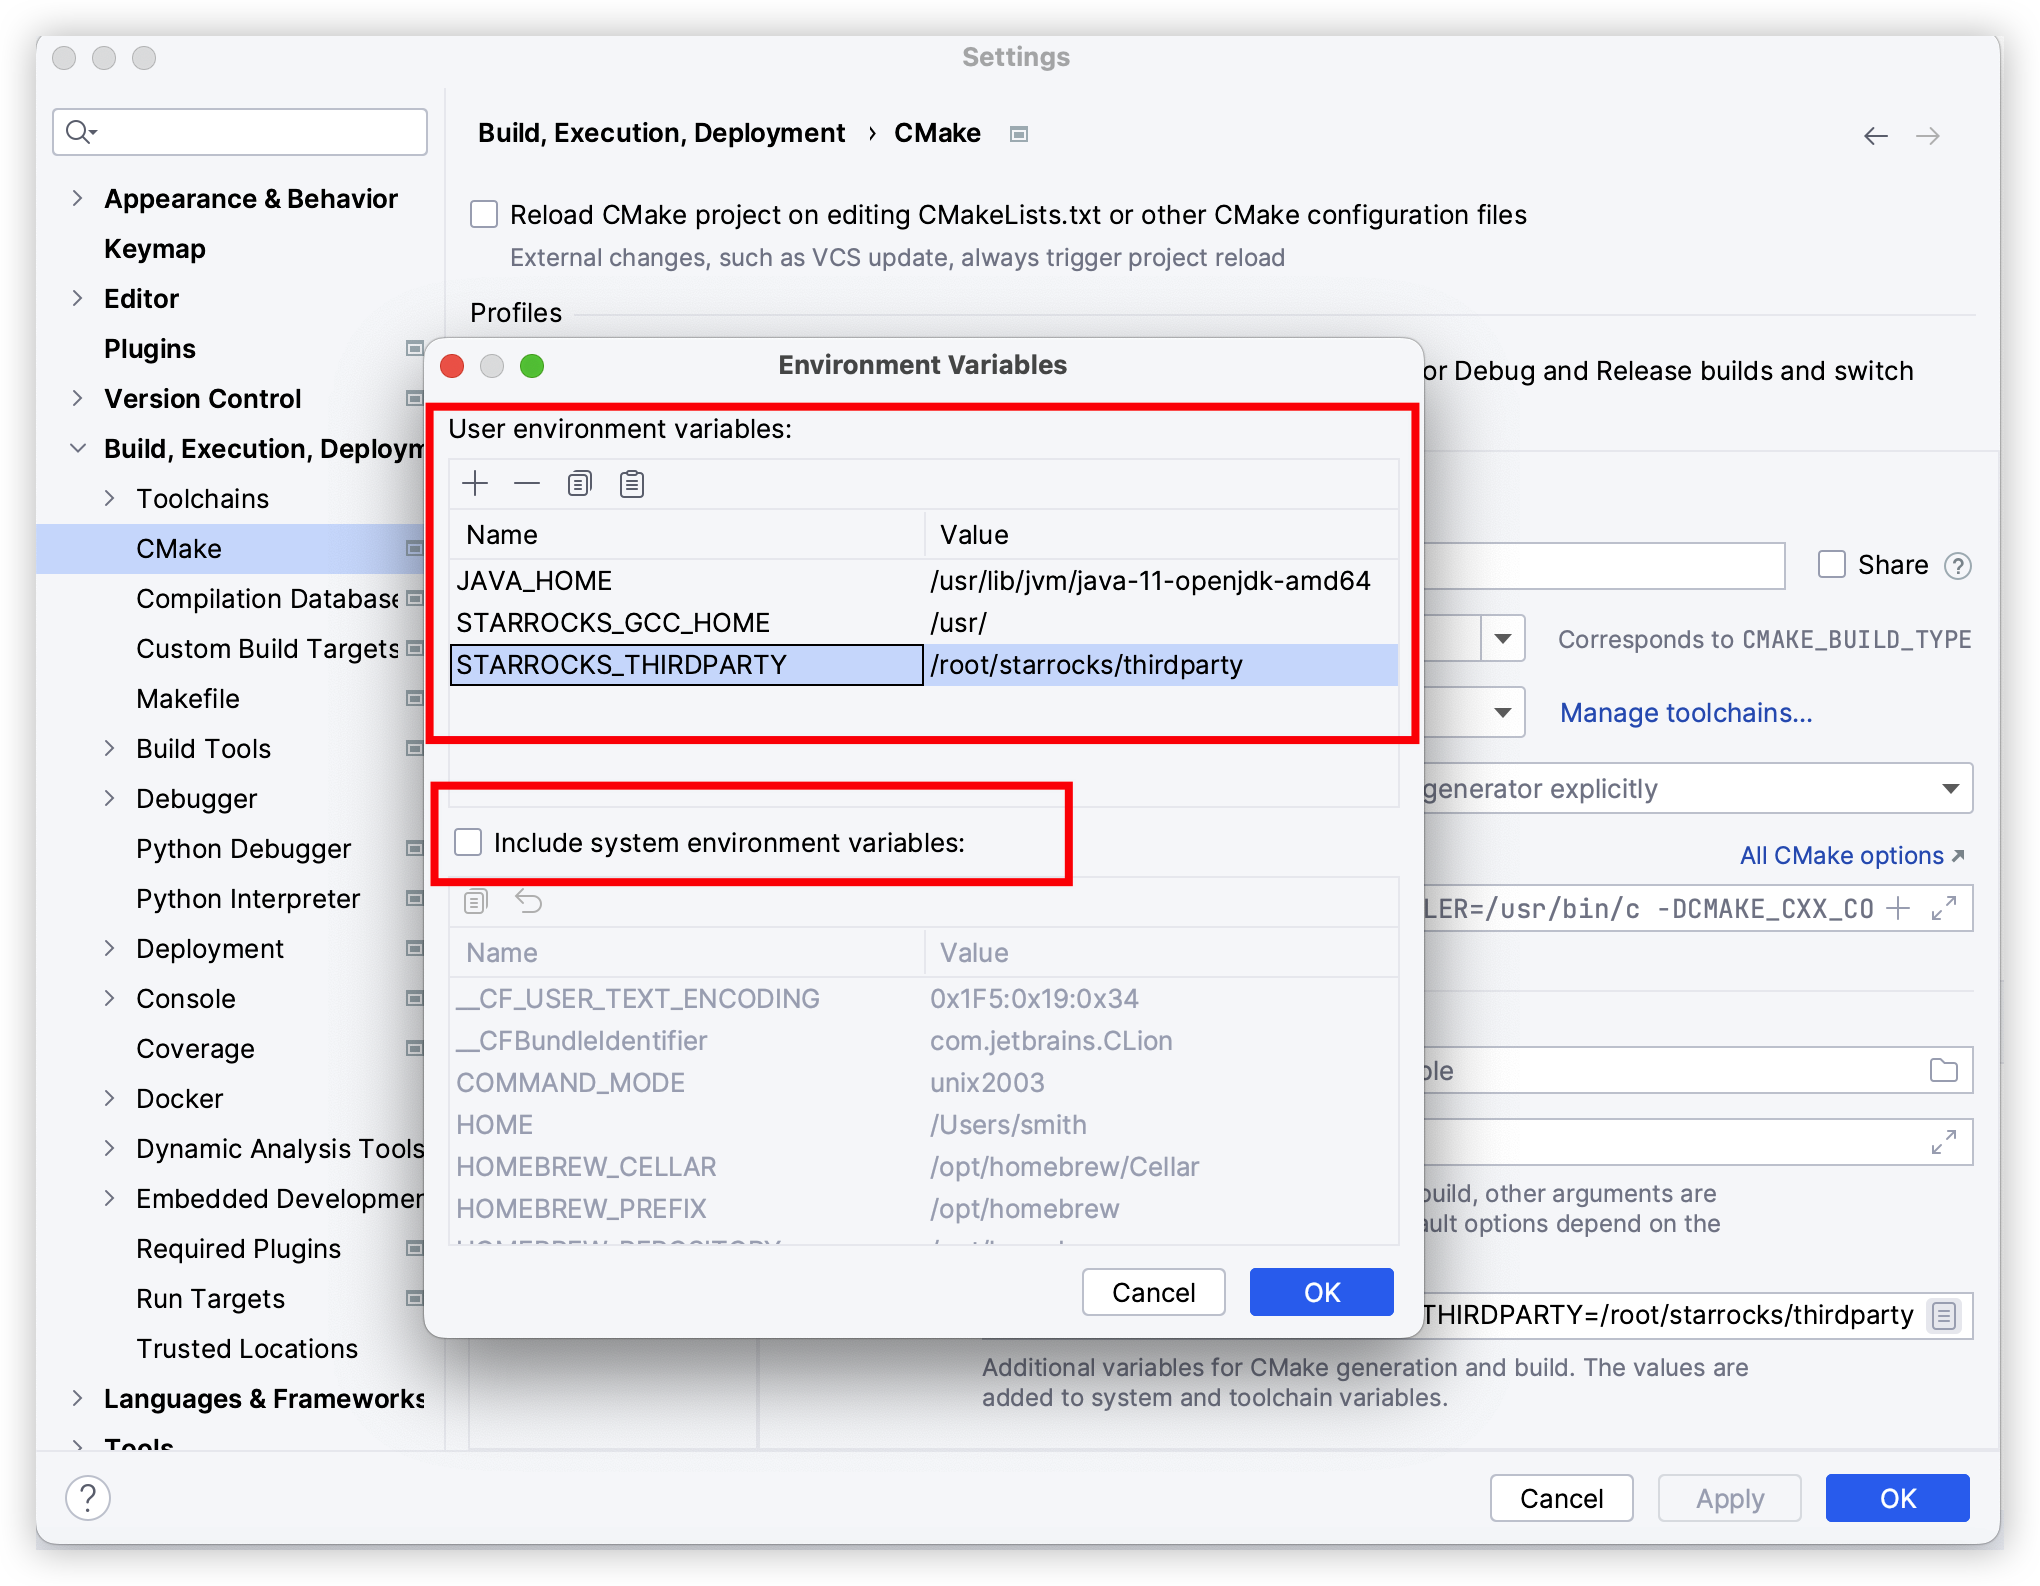 Settings
Build, Execution, Deployment › CMake
Appearance & Behavior
Keymap
Editor
Plugins
Version Control
Build, Execution, Deploym
Toolchains
CMake
Compilation Database
Custom Build Targets
Makefile
Build Tools
Debugger
Python Debugger
Python Interpreter
Deployment
Console
Coverage
Docker
Dynamic Analysis Tools
Embedded Developmen
Required Plugins
Run Targets
Trusted Locations
Languages & Frameworks
Tools
Reload CMake project on editing CMakeLists.txt or other CMake configuration files
External changes, such as VCS update, always trigger project reload
Profiles
or Debug and Release builds and switch
Share
Corresponds to CMAKE_BUILD_TYPE
Manage toolchains...
generator explicitly
All CMake options
LER=/usr/bin/c -DCMAKE_CXX_CO
ble
build, other arguments are
ault options depend on the
THIRDPARTY=/root/starrocks/thirdparty
Additional variables for CMake generation and build. The values are
added to system and toolchain variables.
Environment Variables
User environment variables:
Name Value
JAVA_HOME /usr/lib/jvm/java-11-openjdk-amd64
STARROCKS_GCC_HOME /usr/
STARROCKS_THIRDPARTY /root/starrocks/thirdparty
Include system environment variables:
Name Value
__CF_USER_TEXT_ENCODING 0x1F5:0x19:0x34
__CFBundleIdentifier com.jetbrains.CLion
COMMAND_MODE unix2003
HOME /Users/smith
HOMEBREW_CELLAR /opt/homebrew/Cellar
HOMEBREW_PREFIX /opt/homebrew
HOMEBREW_REPOSITORY
Cancel OK
? Cancel Apply OK